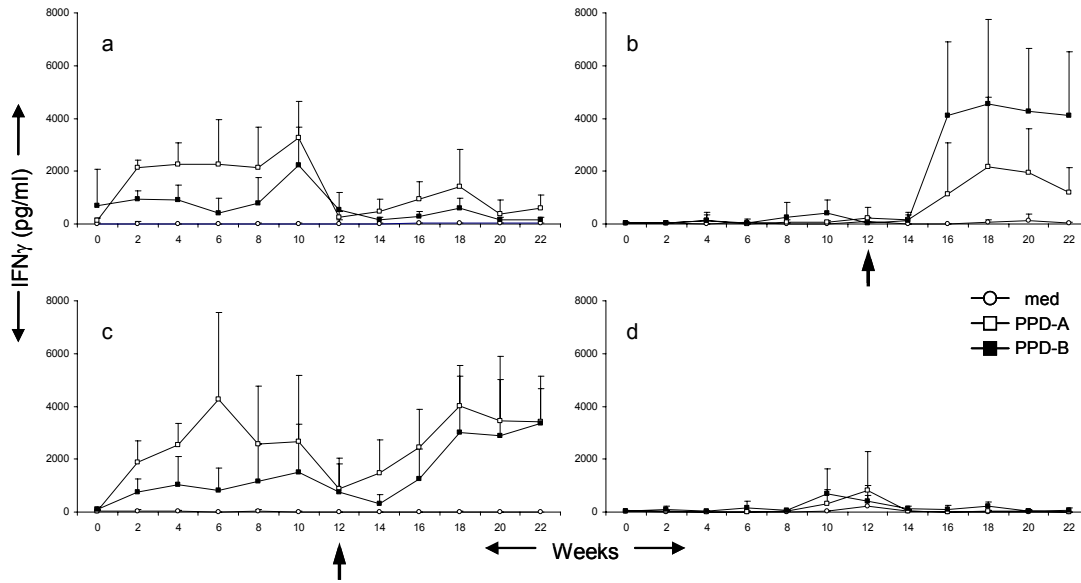 8000 8000
a b
6000 6000
4000 4000
2000 2000
0 0
0 2 4 6 8 10 12 14 16 18 20 22 0 2 4 6 8 10 12 14 16 18 20 22
IFNγ (pg/ml)
8000 8000
c d
med
PPD-A
PPD-B
6000 6000
4000 4000
2000 2000
0 0
0 2 4 6 8 10 12 14 16 18 20 22 0 2 4 6 8 10 12 14 16 18 20 22
Weeks